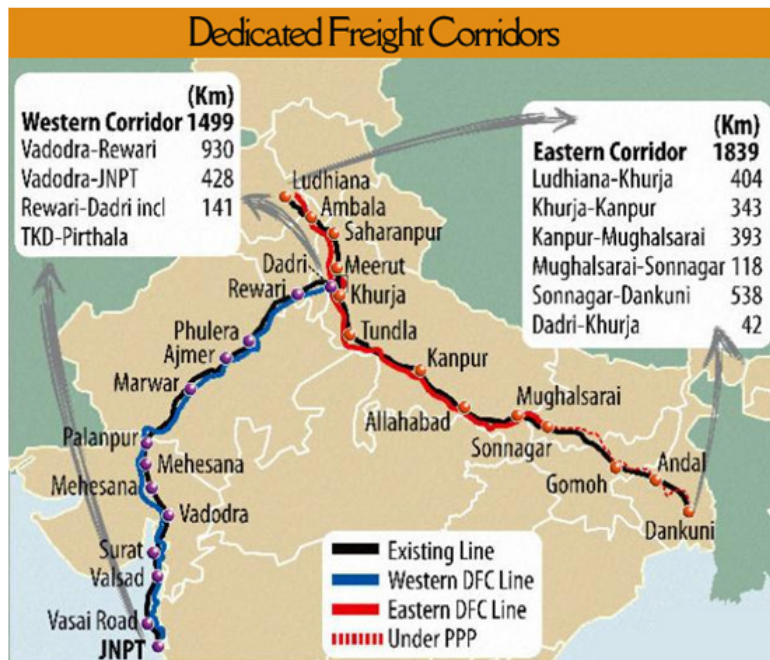 Dedicated Freight Corridors
(Km)
Western Corridor 1499
Vadodra-Rewari 930
Vadodra-JNPT 428
Rewari-Dadri incl 141
TKD-Pirthala
(Km)
Eastern Corridor 1839
Ludhiana-Khurja 404
Khurja-Kanpur 343
Kanpur-Mughalsarai 393
Mughalsarai-Sonnagar 118
Sonnagar-Dankuni 538
Dadri-Khurja 42
Ludhiana
Ambala
Saharanpur
Dadri
Meerut
Rewari
Khurja
Phulera
Tundla
Ajmer
Kanpur
Marwar
Mughalsarai
Allahabad
Palanpur
Sonnagar
Mehesana
Andal
Mehesana
Gomoh
Vadodra
Dankuni
Surat
Existing Line
Valsad
Western DFC Line
Eastern DFC Line
Vasai Road
Under PPP
JNPT